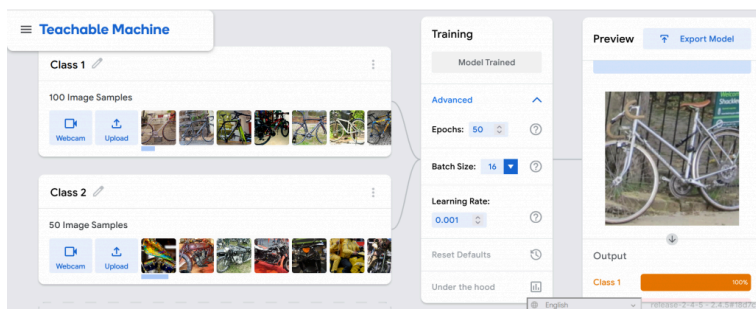 Teachable Machine
Class 1
100 Image Samples
Webcam
Upload
Class 2
50 Image Samples
Webcam
Upload
Training
Model Trained
Advanced
Epochs: 50
Batch Size: 16
Learning Rate:
0.001
Reset Defaults
Under the hood
Preview
Export Model
Output
Class 1
100%
English